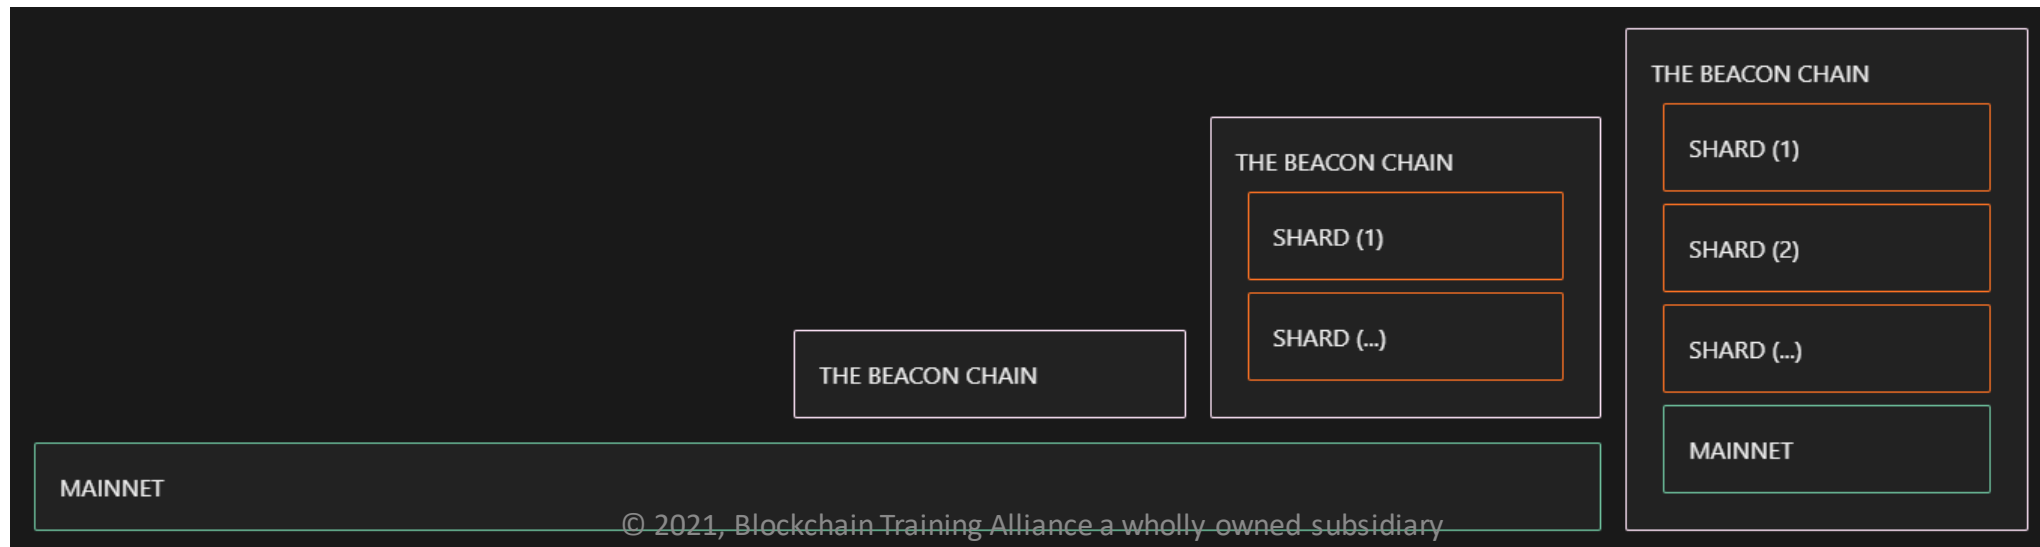 THE BEACON CHAIN
SHARD (1)
SHARD (2)
SHARD (...)
MAINNET
THE BEACON CHAIN
SHARD (1)
SHARD (...)
THE BEACON CHAIN
MAINNET
© 2021, Blockchain Training Alliance a wholly owned subsidiary